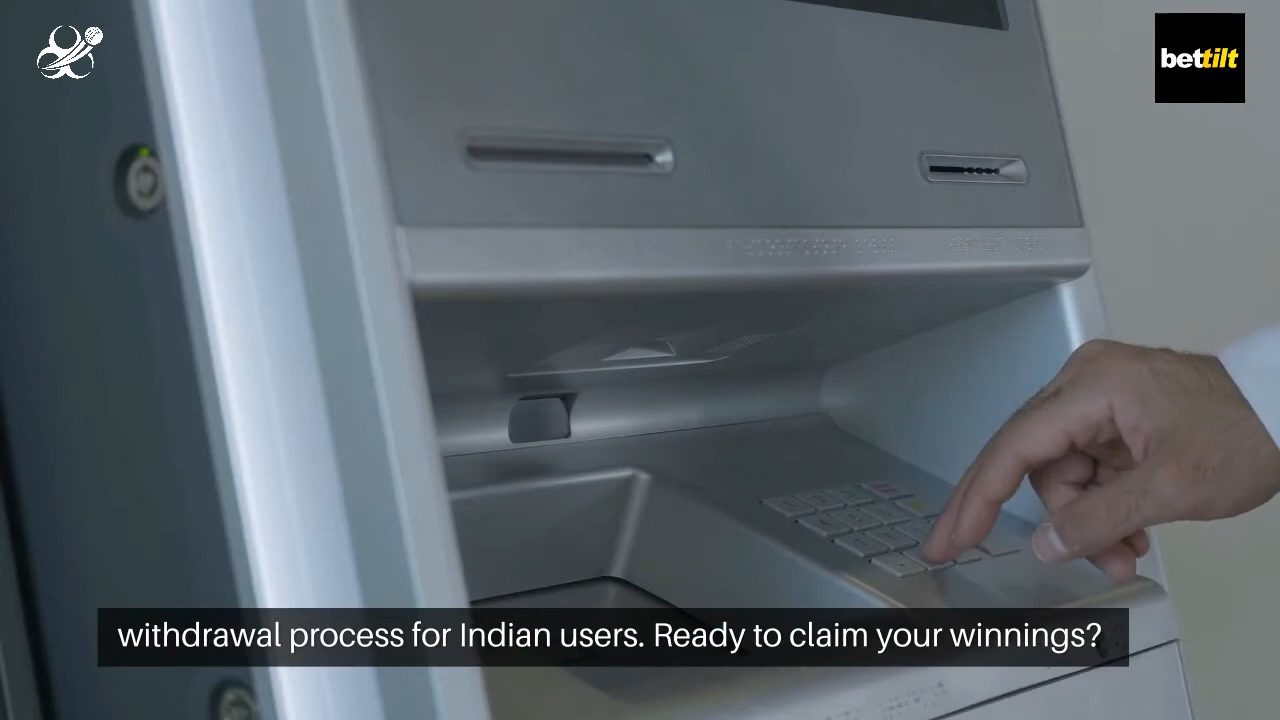 bettilt
withdrawal process for Indian users. Ready to claim your winnings?